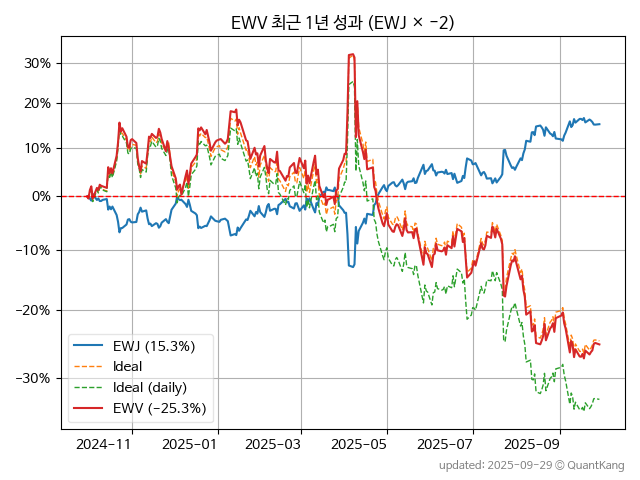 EWV 최근 1년 성과 (EWJ × −2)
30%
20%
10%
0%
−10%
−20%
−30%
EWJ (15.3%)
Ideal
Ideal (daily)
EWV (−25.3%)
2024−11 2025−01 2025−03 2025−05 2025−07 2025−09
updated: 2025−09−29 @ QuantKang